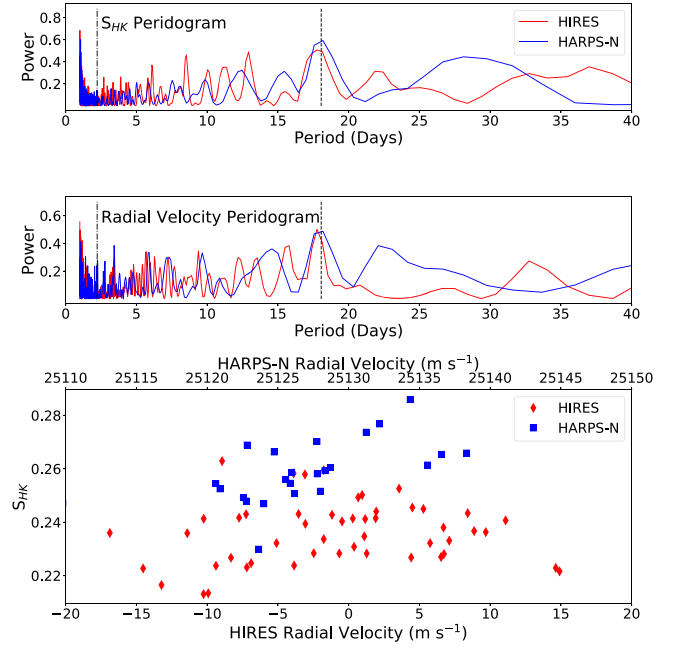 S_HK Peridogram
HIRES
HARPS-N
Power
0.8
0.6
0.4
0.2
0 5 10 15 20 25 30 35 40
Period (Days)
Radial Velocity Peridogram
Power
0.6
0.4
0.2
0 5 10 15 20 25 30 35 40
Period (Days)
HARPS-N Radial Velocity (m s⁻¹)
25110 25115 25120 25125 25130 25135 25140 25145 25150
HIRES
HARPS-N
S_HK
0.28
0.26
0.24
0.22
−20 −15 −10 −5 0 5 10 15 20
HIRES Radial Velocity (m s⁻¹)